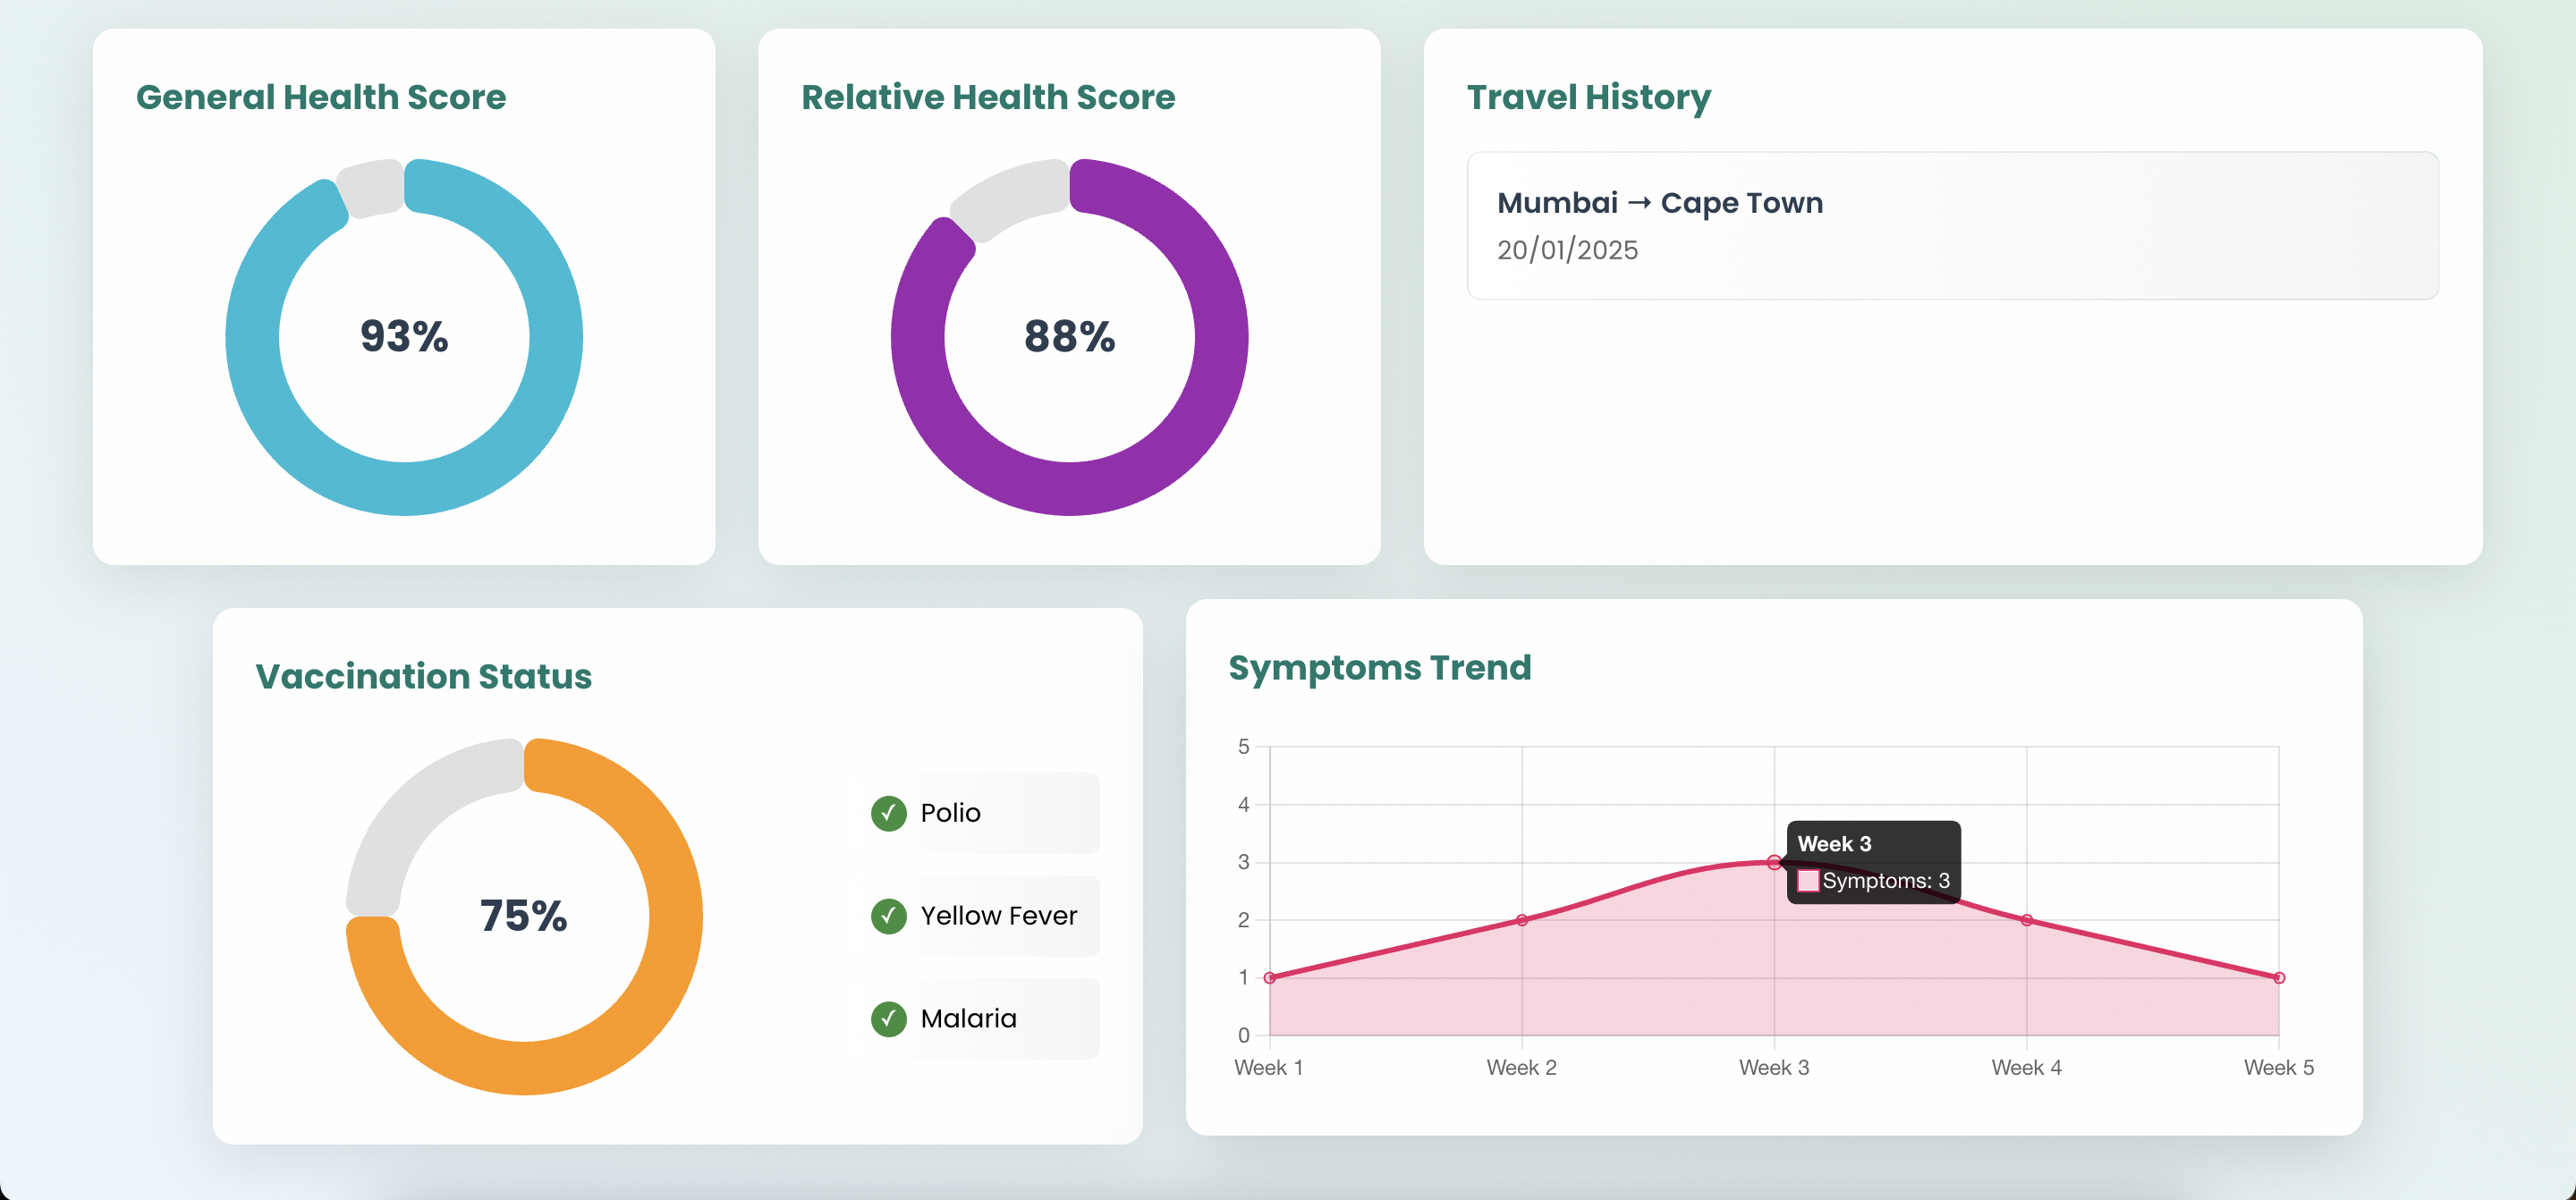 General Health Score
93%
Relative Health Score
88%
Travel History
Mumbai → Cape Town
20/01/2025
Vaccination Status
75%
✓ Polio
✓ Yellow Fever
✓ Malaria
Symptoms Trend
5
4
3
2
1
0
Week 3
Symptoms: 3
Week 1 Week 2 Week 3 Week 4 Week 5